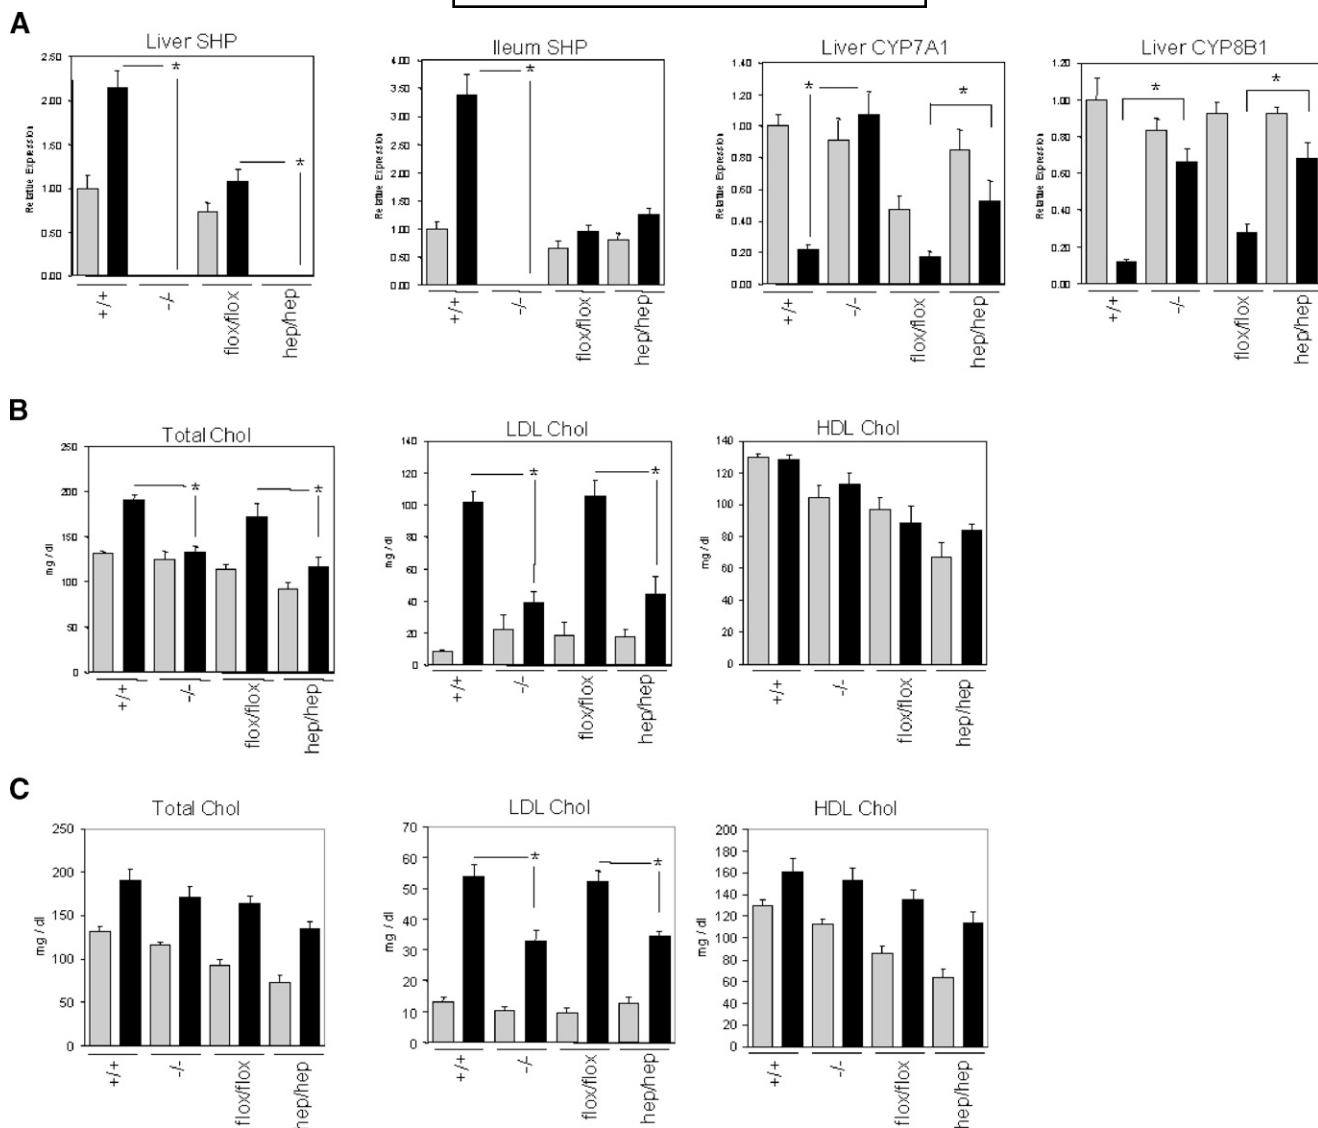 A
Liver SHP
Relative Expression
2.50
2.00
1.50
1.00
0.50
0.00
*
*
+/+
-/-
flox/flox
hep/hep
Ileum SHP
Relative Expression
4.00
3.50
3.00
2.50
2.00
1.50
1.00
0.50
0.00
*
+/+
-/-
flox/flox
hep/hep
Liver CYP7A1
Relative Expression
1.40
1.20
1.00
0.80
0.60
0.40
0.20
0.00
*
*
+/+
-/-
flox/flox
hep/hep
Liver CYP8B1
Relative Expression
1.20
1.00
0.80
0.60
0.40
0.20
0.00
*
*
+/+
-/-
flox/flox
hep/hep
B
Total Chol
mg / dl
250
200
150
100
50
0
*
*
+/+
-/-
flox/flox
hep/hep
LDL Chol
140
120
100
80
60
40
20
0
*
*
+/+
-/-
flox/flox
hep/hep
HDL Chol
mg / dl
140
120
100
80
60
40
20
0
+/+
-/-
flox/flox
hep/hep
C
Total Chol
mg / dl
250
200
150
100
50
0
+/+
-/-
flox/flox
hep/hep
LDL Chol
mg / dl
70
60
50
40
30
20
10
0
*
*
+/+
-/-
flox/flox
hep/hep
HDL Chol
mg / dl
200
180
160
140
120
100
80
60
40
20
0
+/+
-/-
flox/flox
hep/hep